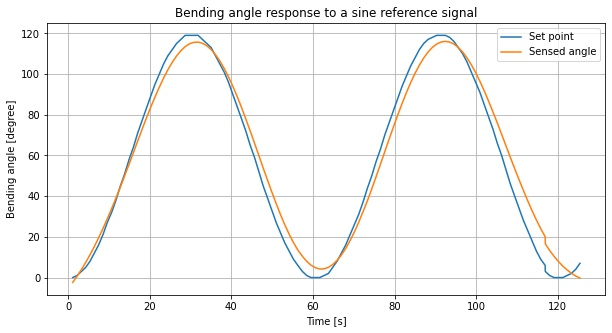 Bending angle response to a sine reference signal
Set point
Sensed angle
Bending angle [degree]
120
100
80
60
40
20
0
0 20 40 60 80 100 120
Time [s]